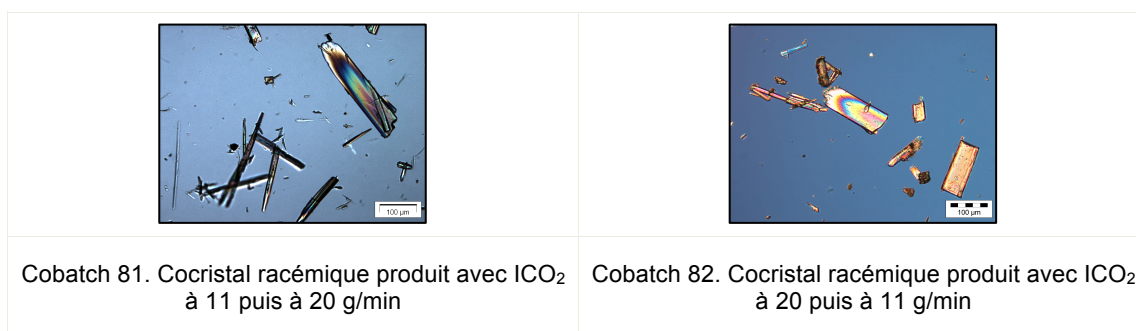 100 µm
100 µm
Cobatch 81. Cocristal racémique produit avec ICO₂
à 11 puis à 20 g/min
Cobatch 82. Cocristal racémique produit avec ICO₂
à 20 puis à 11 g/min